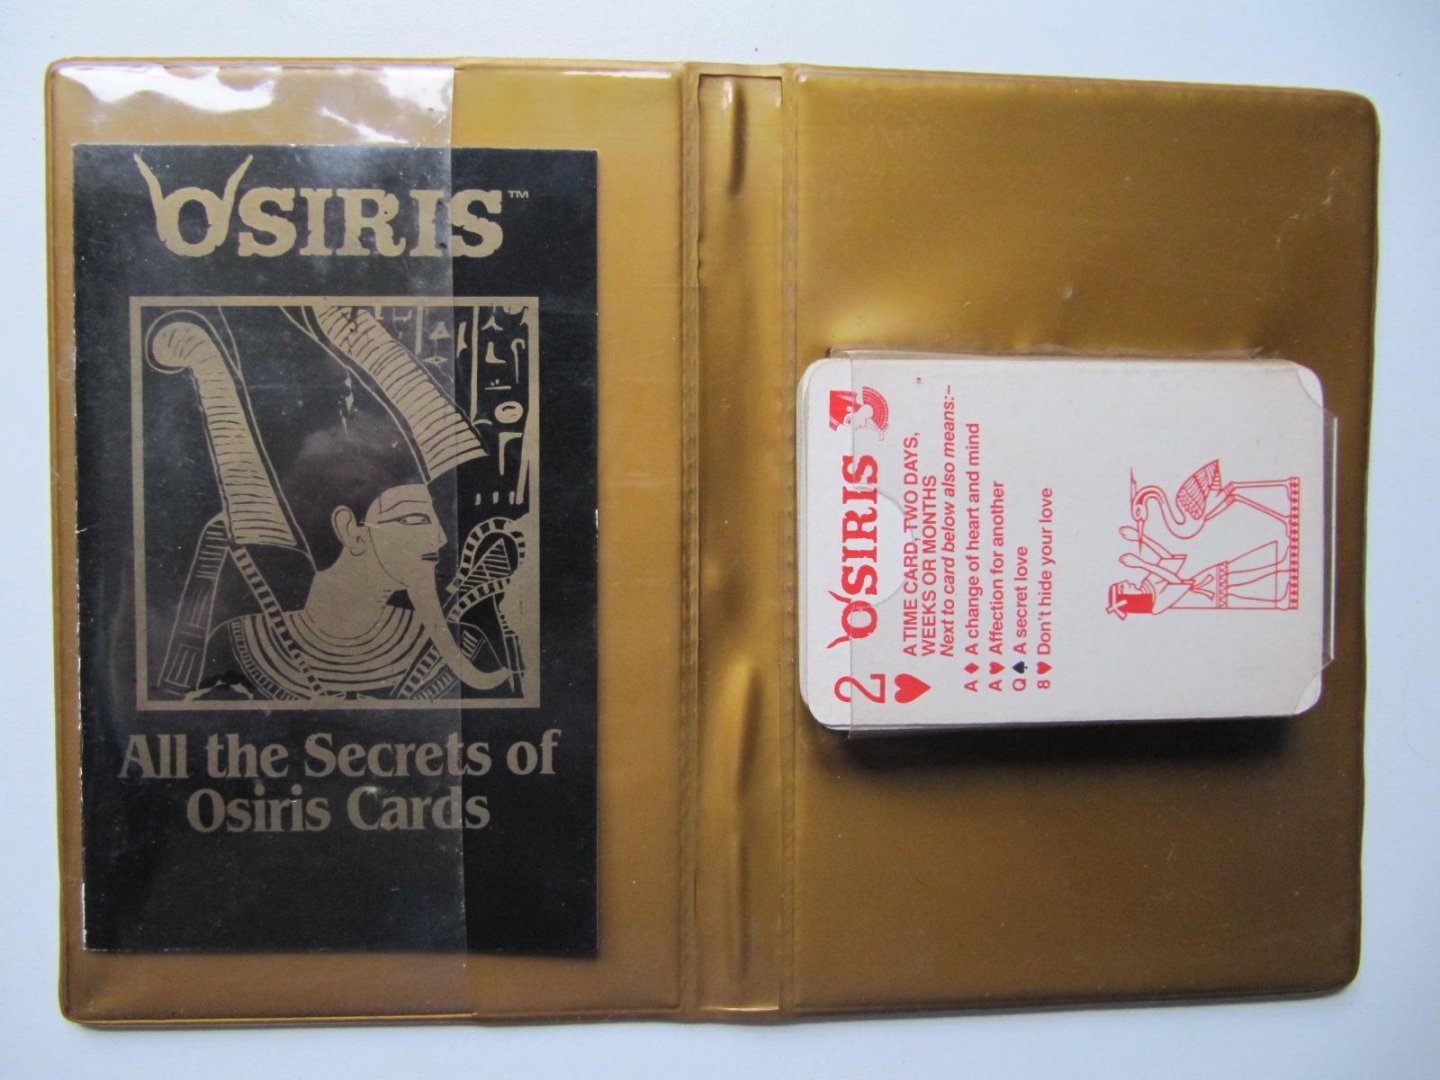 OSIRIS™
All the Secrets of
Osiris Cards
2 ♥
OSIRIS ™
A TIME CARD, TWO DAYS,
WEEKS OR MONTHS
Next to card below also means:–
A ♦ A change of heart and mind
A ♥ Affection for another
Q ♠ A secret love
8 ♥ Don't hide your love